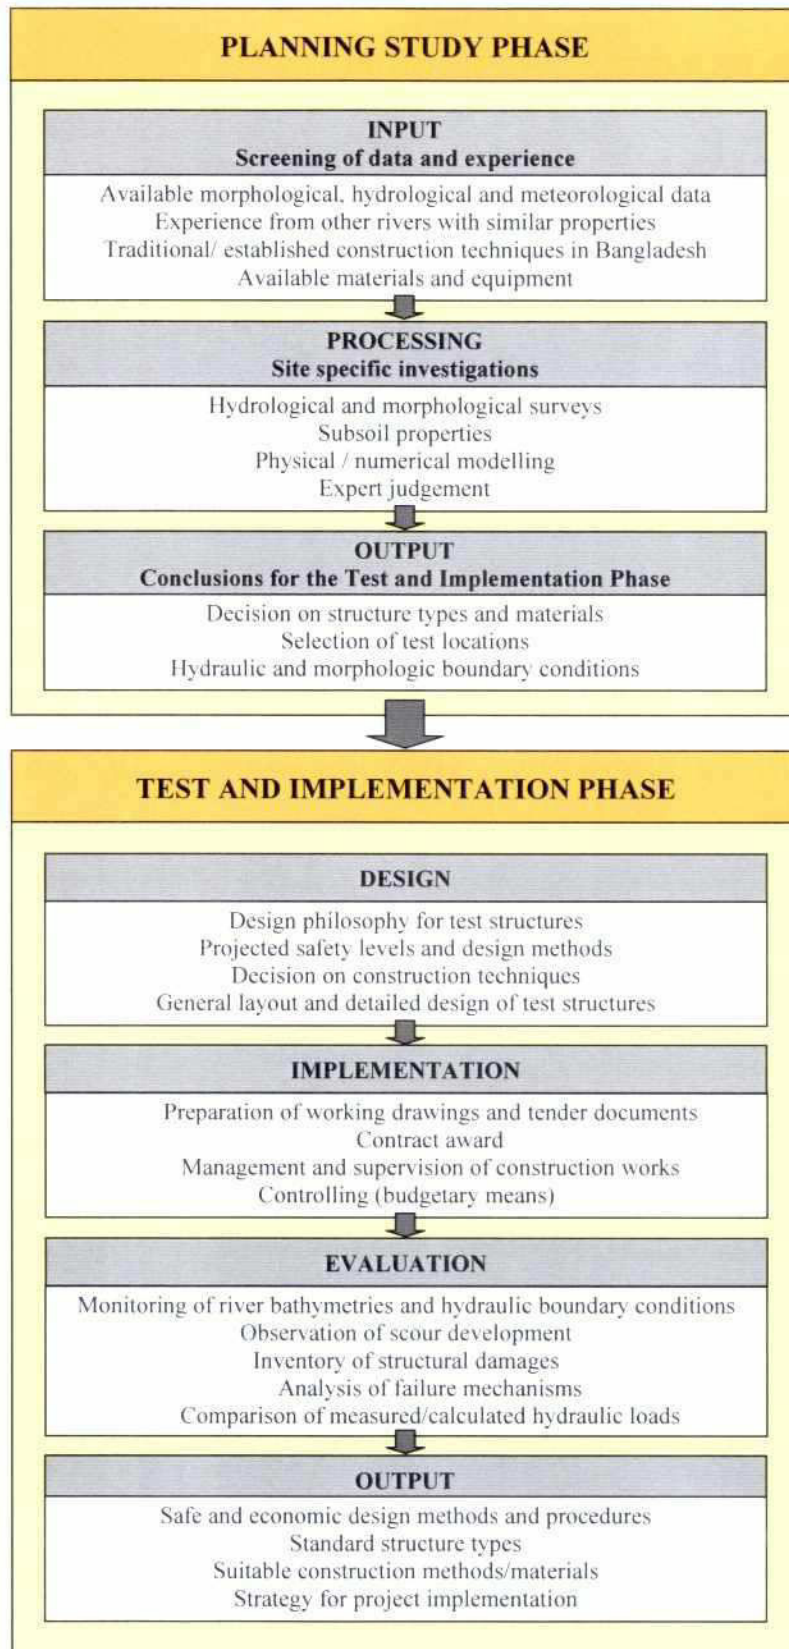 PLANNING STUDY PHASE
INPUT
Screening of data and experience
Available morphological, hydrological and meteorological data
Experience from other rivers with similar properties
Traditional/ established construction techniques in Bangladesh
Available materials and equipment
PROCESSING
Site specific investigations
Hydrological and morphological surveys
Subsoil properties
Physical / numerical modelling
Expert judgement
OUTPUT
Conclusions for the Test and Implementation Phase
Decision on structure types and materials
Selection of test locations
Hydraulic and morphologic boundary conditions
TEST AND IMPLEMENTATION PHASE
DESIGN
Design philosophy for test structures
Projected safety levels and design methods
Decision on construction techniques
General layout and detailed design of test structures
IMPLEMENTATION
Preparation of working drawings and tender documents
Contract award
Management and supervision of construction works
Controlling (budgetary means)
EVALUATION
Monitoring of river bathymetries and hydraulic boundary conditions
Observation of scour development
Inventory of structural damages
Analysis of failure mechanisms
Comparison of measured/calculated hydraulic loads
OUTPUT
Safe and economic design methods and procedures
Standard structure types
Suitable construction methods/materials
Strategy for project implementation